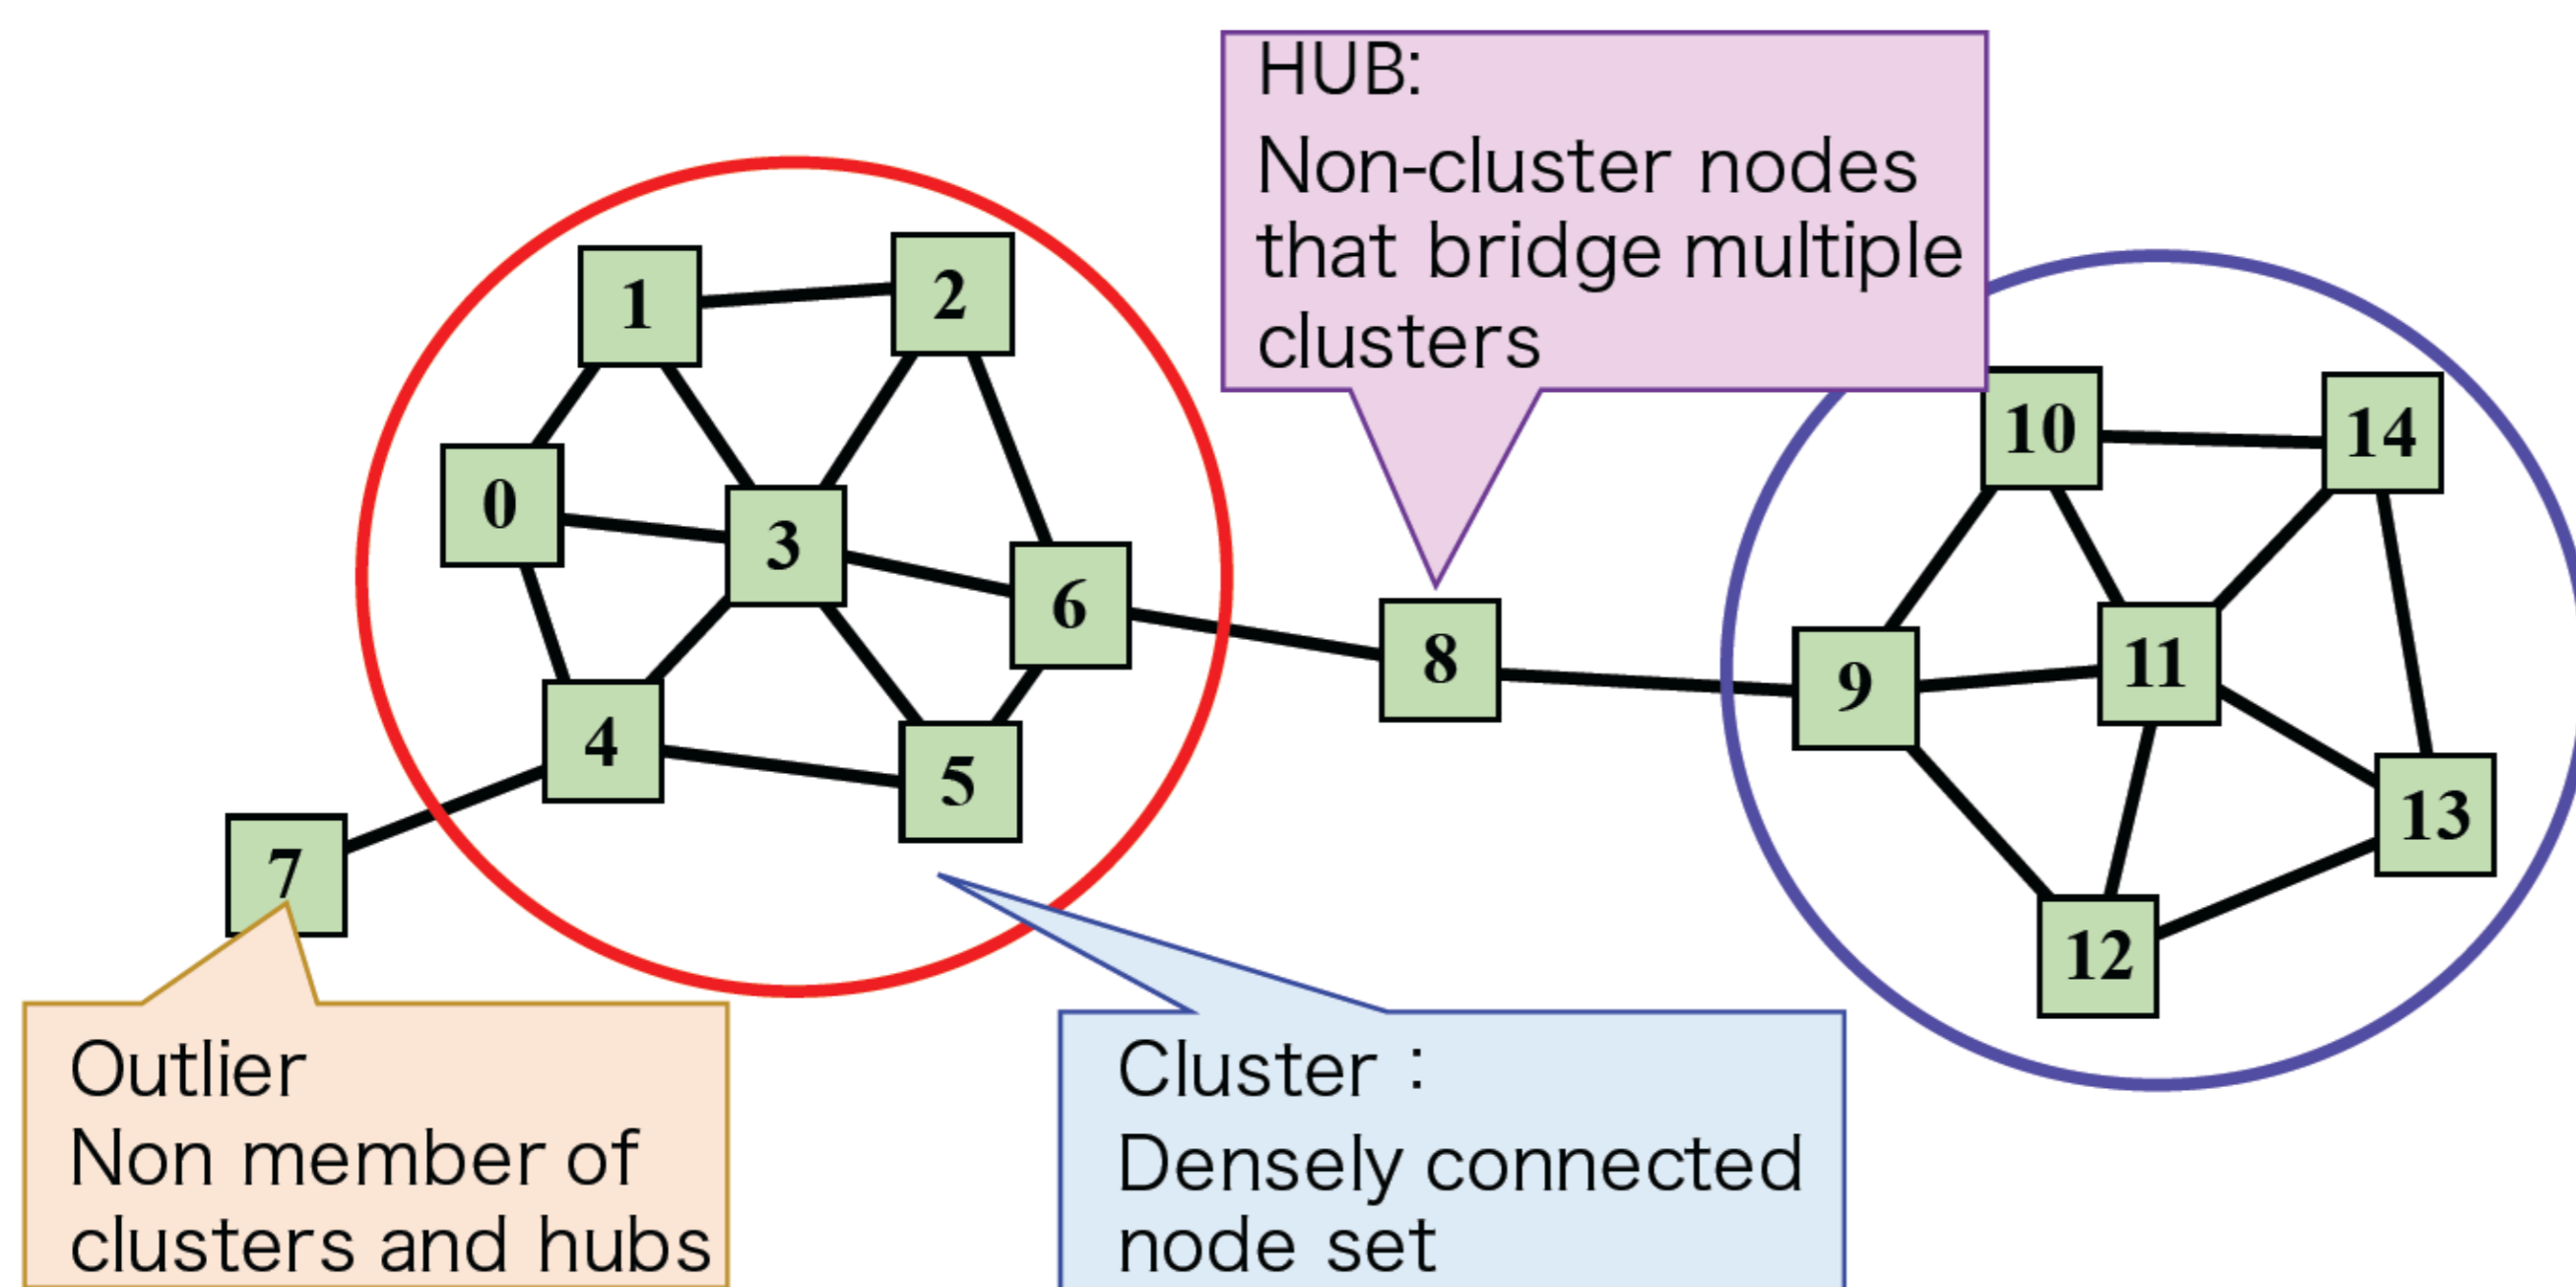 HUB:
Non-cluster nodes
that bridge multiple
clusters
1
2
0
3
6
4
5
7
8
10
14
9
11
13
12
Outlier
Non member of
clusters and hubs
Cluster：
Densely connected
node set